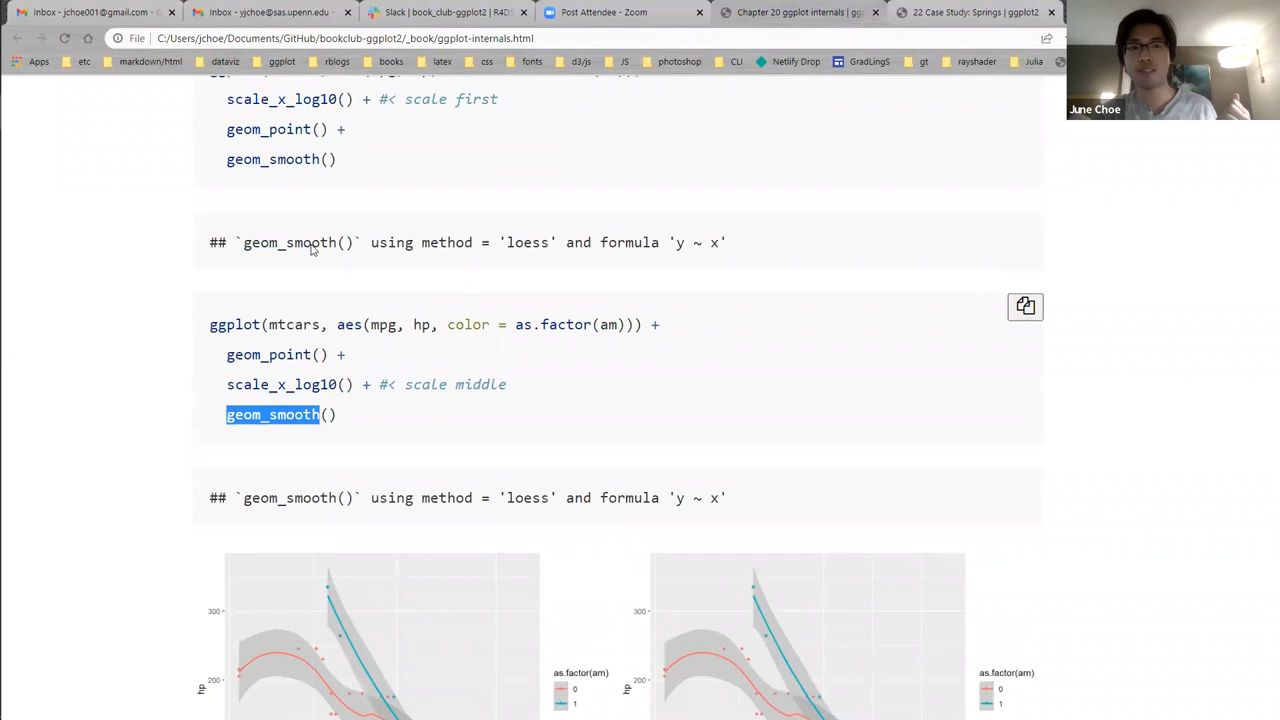 Inbox - jchoe001@gmail.com - Inbox - yjchoe@sas.upenn.edu - Slack | book_club-ggplot2 | R4DS Post Attendee - Zoom Chapter 20 ggplot internals | gg 22 Case Study: Springs | ggplot2
File C:/Users/jchoe/Documents/GitHub/bookclub-ggplot2/_book/ggplot-internals.html
Apps etc markdown/html dataviz ggplot rblogs books latex css fonts d3/js JS photoshop CLI Netlify Drop GradLingS gt rayshader Julia
June Choe
scale_x_log10() + #< scale first
geom_point() +
geom_smooth()
## `geom_smooth()` using method = 'loess' and formula 'y ~ x'
ggplot(mtcars, aes(mpg, hp, color = as.factor(am))) +
geom_point() +
scale_x_log10() + #< scale middle
geom_smooth()
## `geom_smooth()` using method = 'loess' and formula 'y ~ x'
300
200
hp
as.factor(am)
0
1
300
200
hp
as.factor(am)
0
1